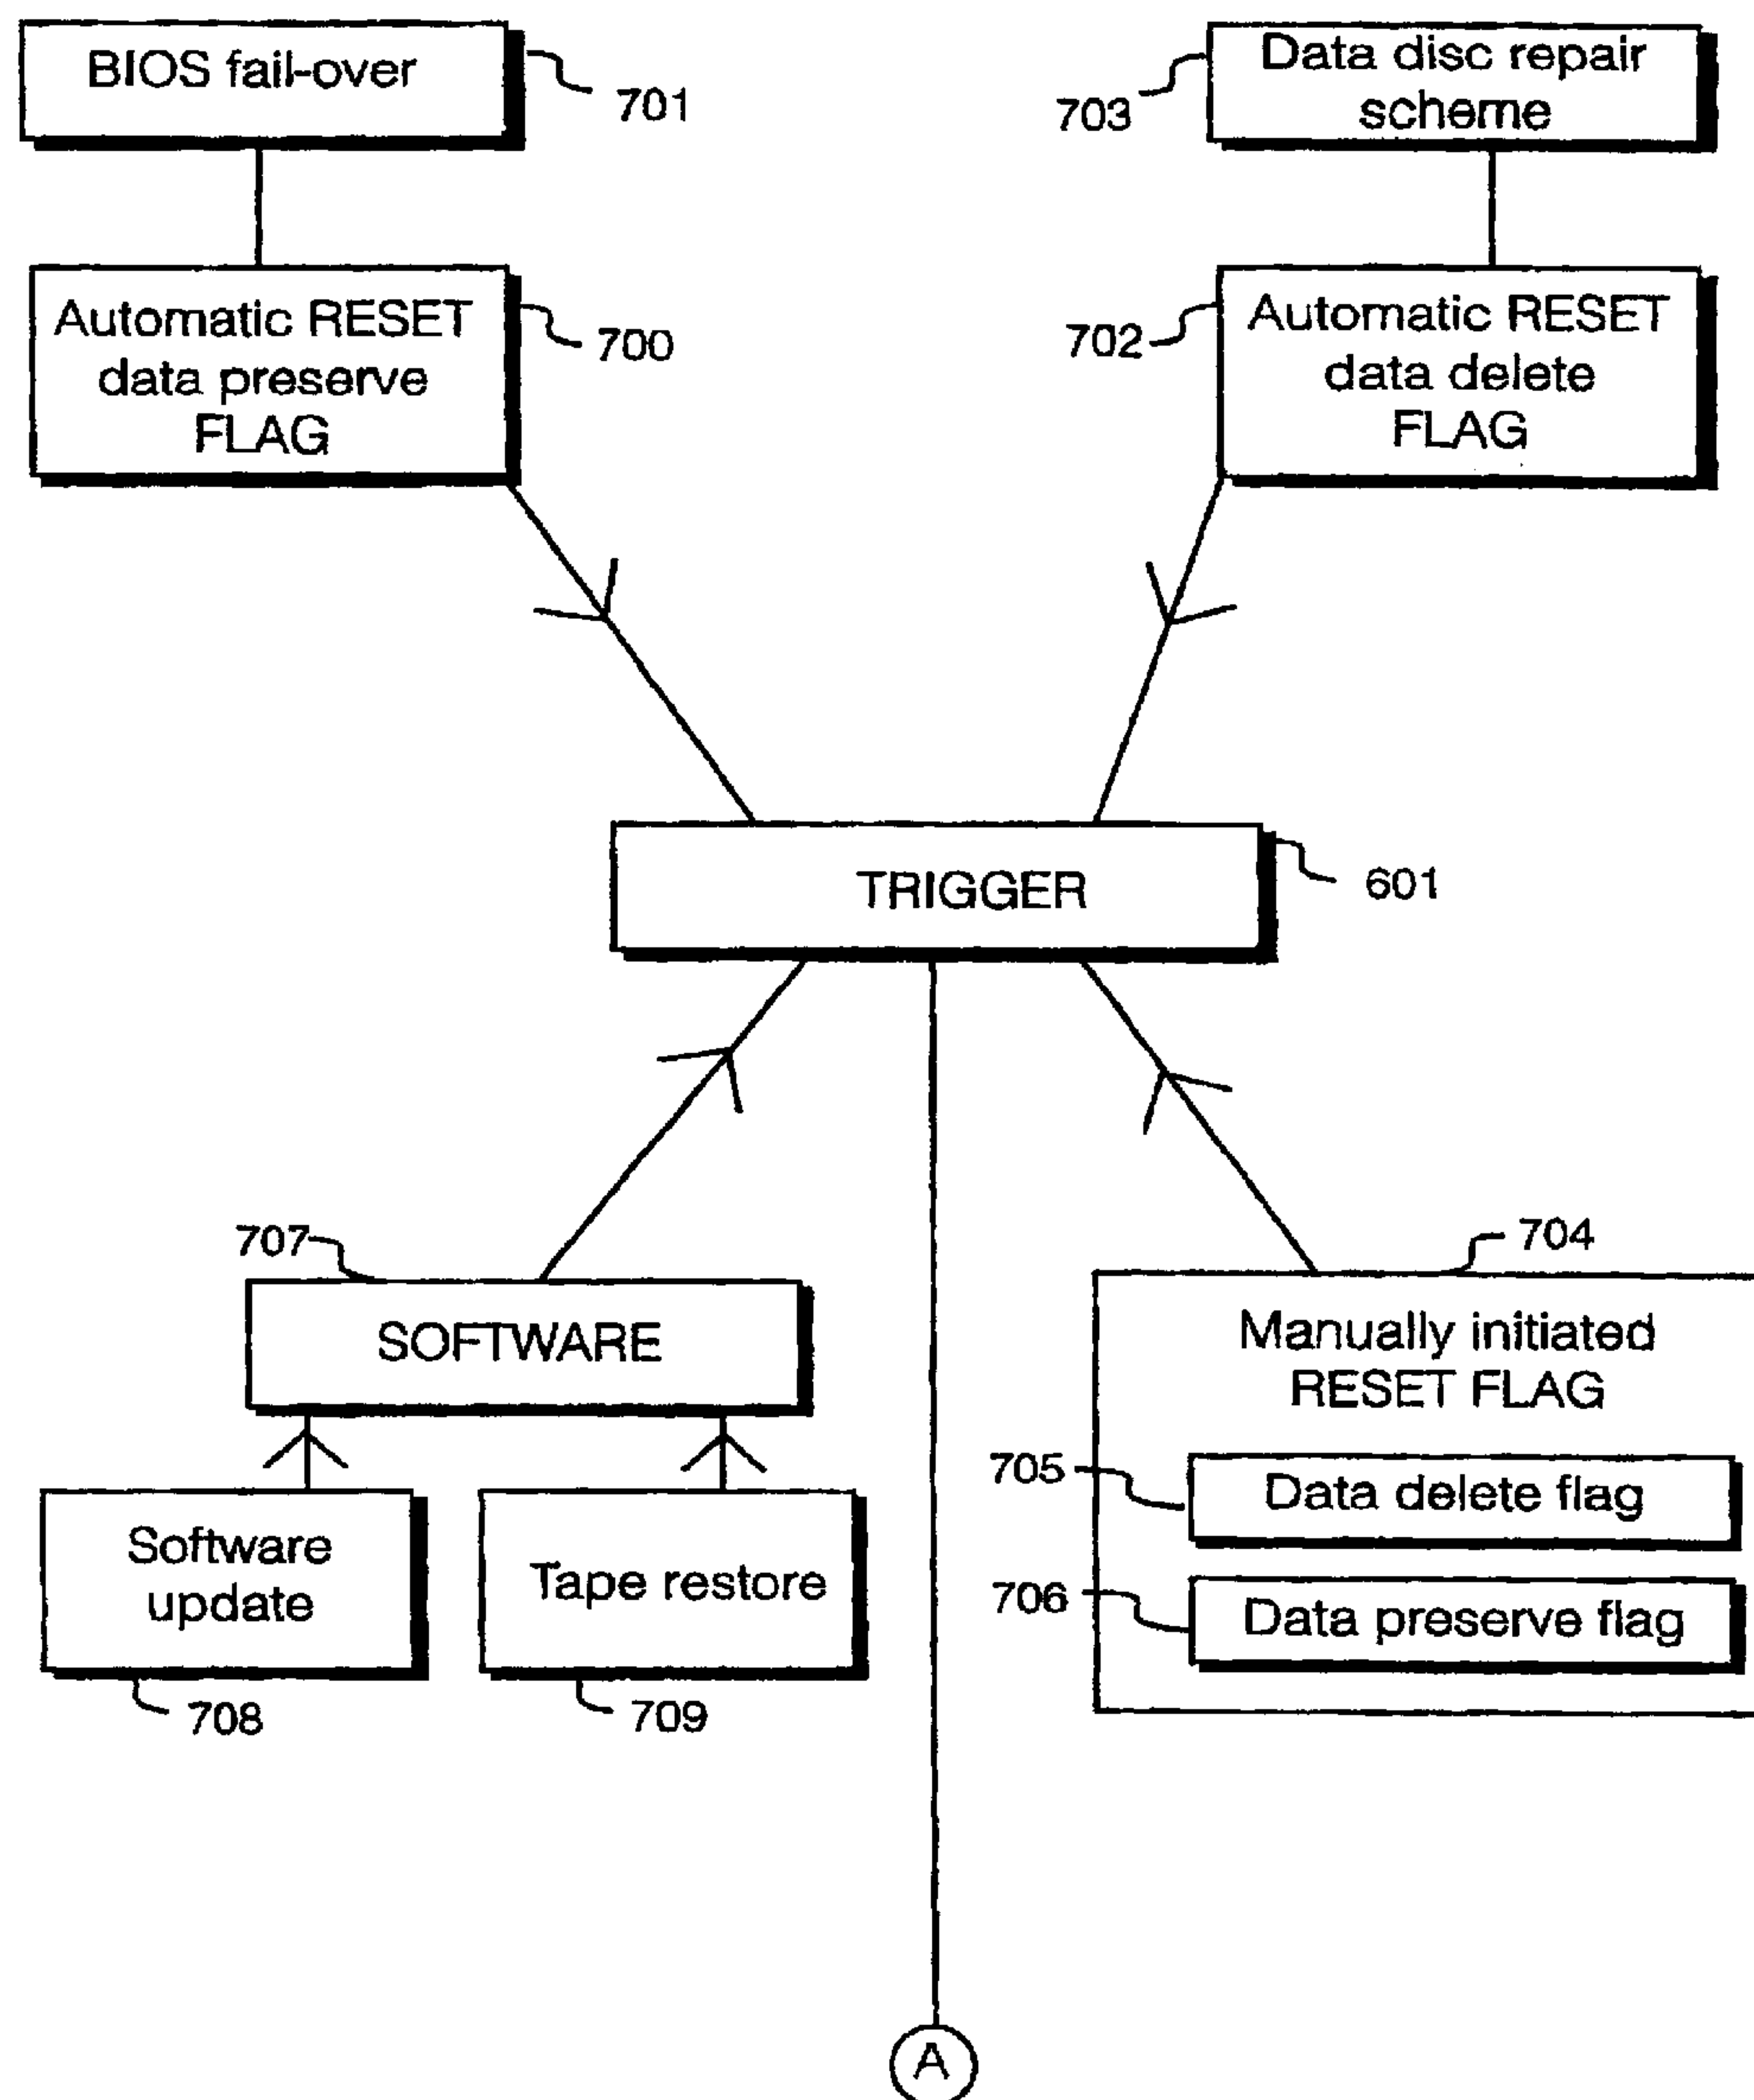 BIOS fail-over
701
703
Data disc repair
scheme
Automatic RESET
data preserve
FLAG
700
702
Automatic RESET
data delete
FLAG
TRIGGER
601
707
SOFTWARE
704
Manually initiated
RESET FLAG
705
Data delete flag
706
Data preserve flag
Software
update
Tape restore
708
709
A